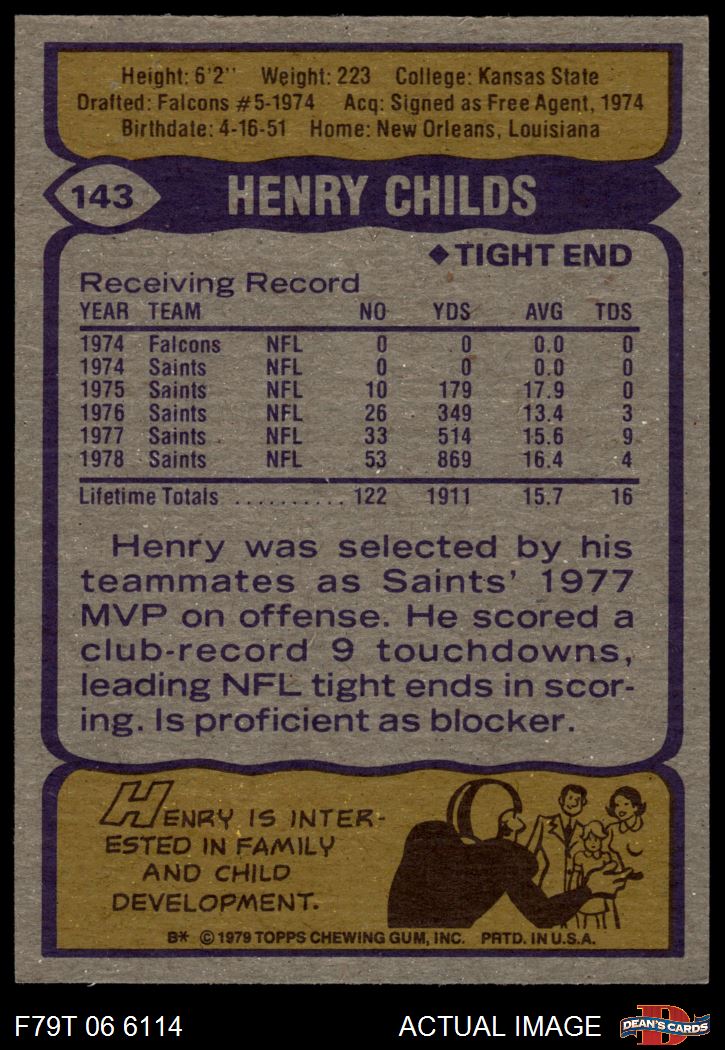 Height: 6'2" Weight: 223 College: Kansas State
Drafted: Falcons #5-1974 Acq: Signed as Free Agent, 1974
Birthdate: 4-16-51 Home: New Orleans, Louisiana
143 HENRY CHILDS
◆TIGHT END
Receiving Record
YEAR TEAM NO YDS AVG TDS
1974 Falcons NFL 0 0 0.0 0
1974 Saints NFL 0 0 0.0 0
1975 Saints NFL 10 179 17.9 0
1976 Saints NFL 26 349 13.4 3
1977 Saints NFL 33 514 15.6 9
1978 Saints NFL 53 869 16.4 4
Lifetime Totals .......... 122 1911 15.7 16
Henry was selected by his
teammates as Saints' 1977
MVP on offense. He scored a
club-record 9 touchdowns,
leading NFL tight ends in scor-
ing. Is proficient as blocker.
HENRY IS INTER-
ESTED IN FAMILY
AND CHILD
DEVELOPMENT.
B* © 1979 TOPPS CHEWING GUM, INC. PRTD. IN U.S.A.
F79T 06 6114 ACTUAL IMAGE D DEAN'S CARDS